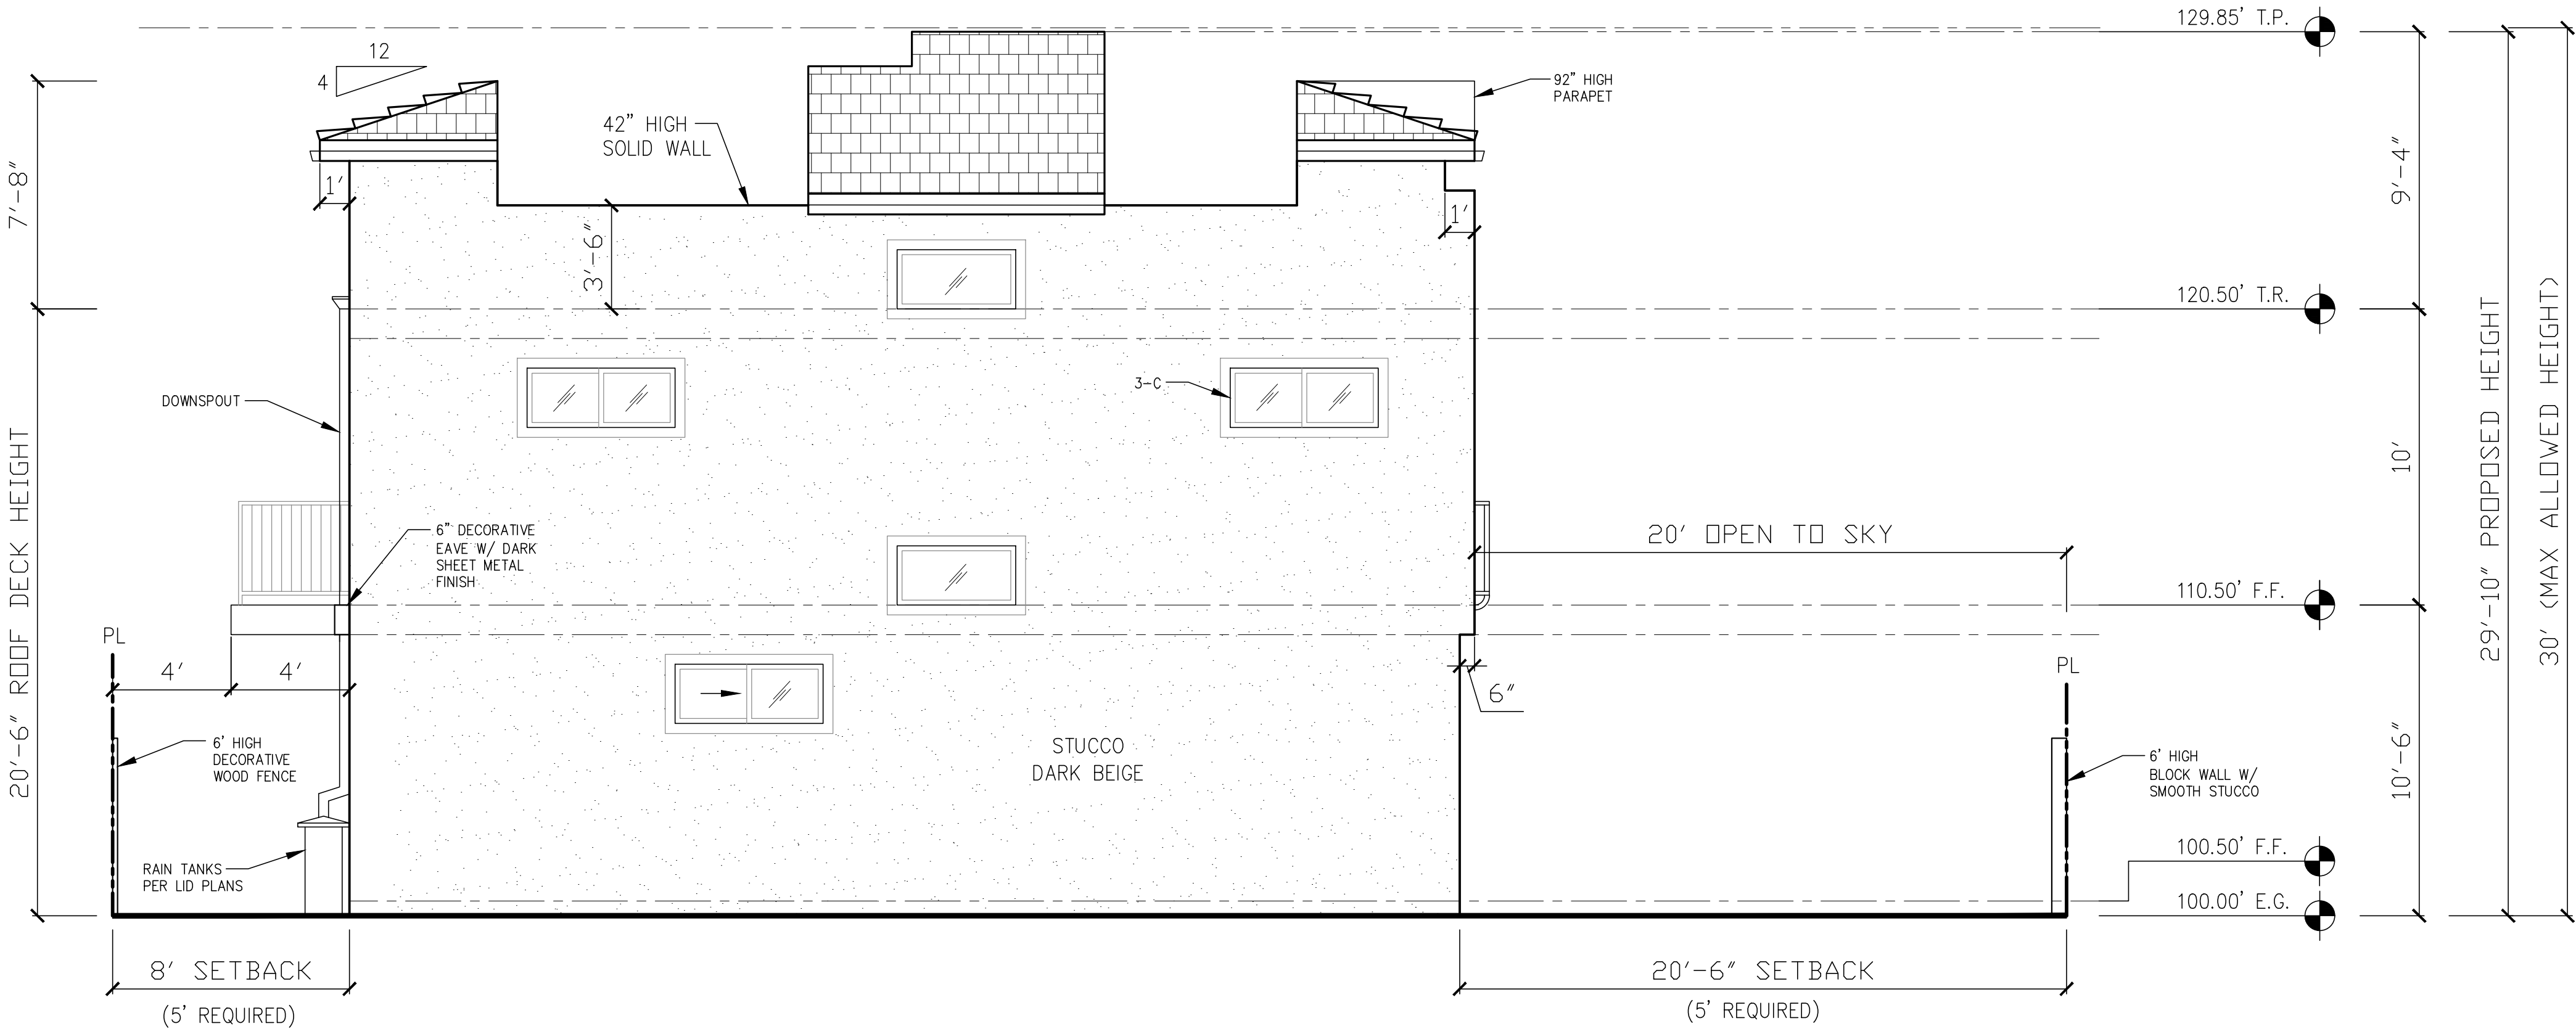 129.85' T.P.
12
4
92" HIGH
PARAPET
42" HIGH
SOLID WALL
7'-8"
9'-4"
1'
1'
3'-6"
120.50' T.R.
DOWNSPOUT
3-C
20'-6" ROOF DECK HEIGHT
10'
29'-10" PROPOSED HEIGHT
30' (MAX ALLOWED HEIGHT)
6" DECORATIVE
EAVE W/ DARK
SHEET METAL
FINISH
20' OPEN TO SKY
110.50' F.F.
PL
PL
4'
4'
6"
6' HIGH
DECORATIVE
WOOD FENCE
STUCCO
DARK BEIGE
10'-6"
6' HIGH
BLOCK WALL W/
SMOOTH STUCCO
RAIN TANKS
PER LID PLANS
100.50' F.F.
100.00' E.G.
8' SETBACK
(5' REQUIRED)
20'-6" SETBACK
(5' REQUIRED)